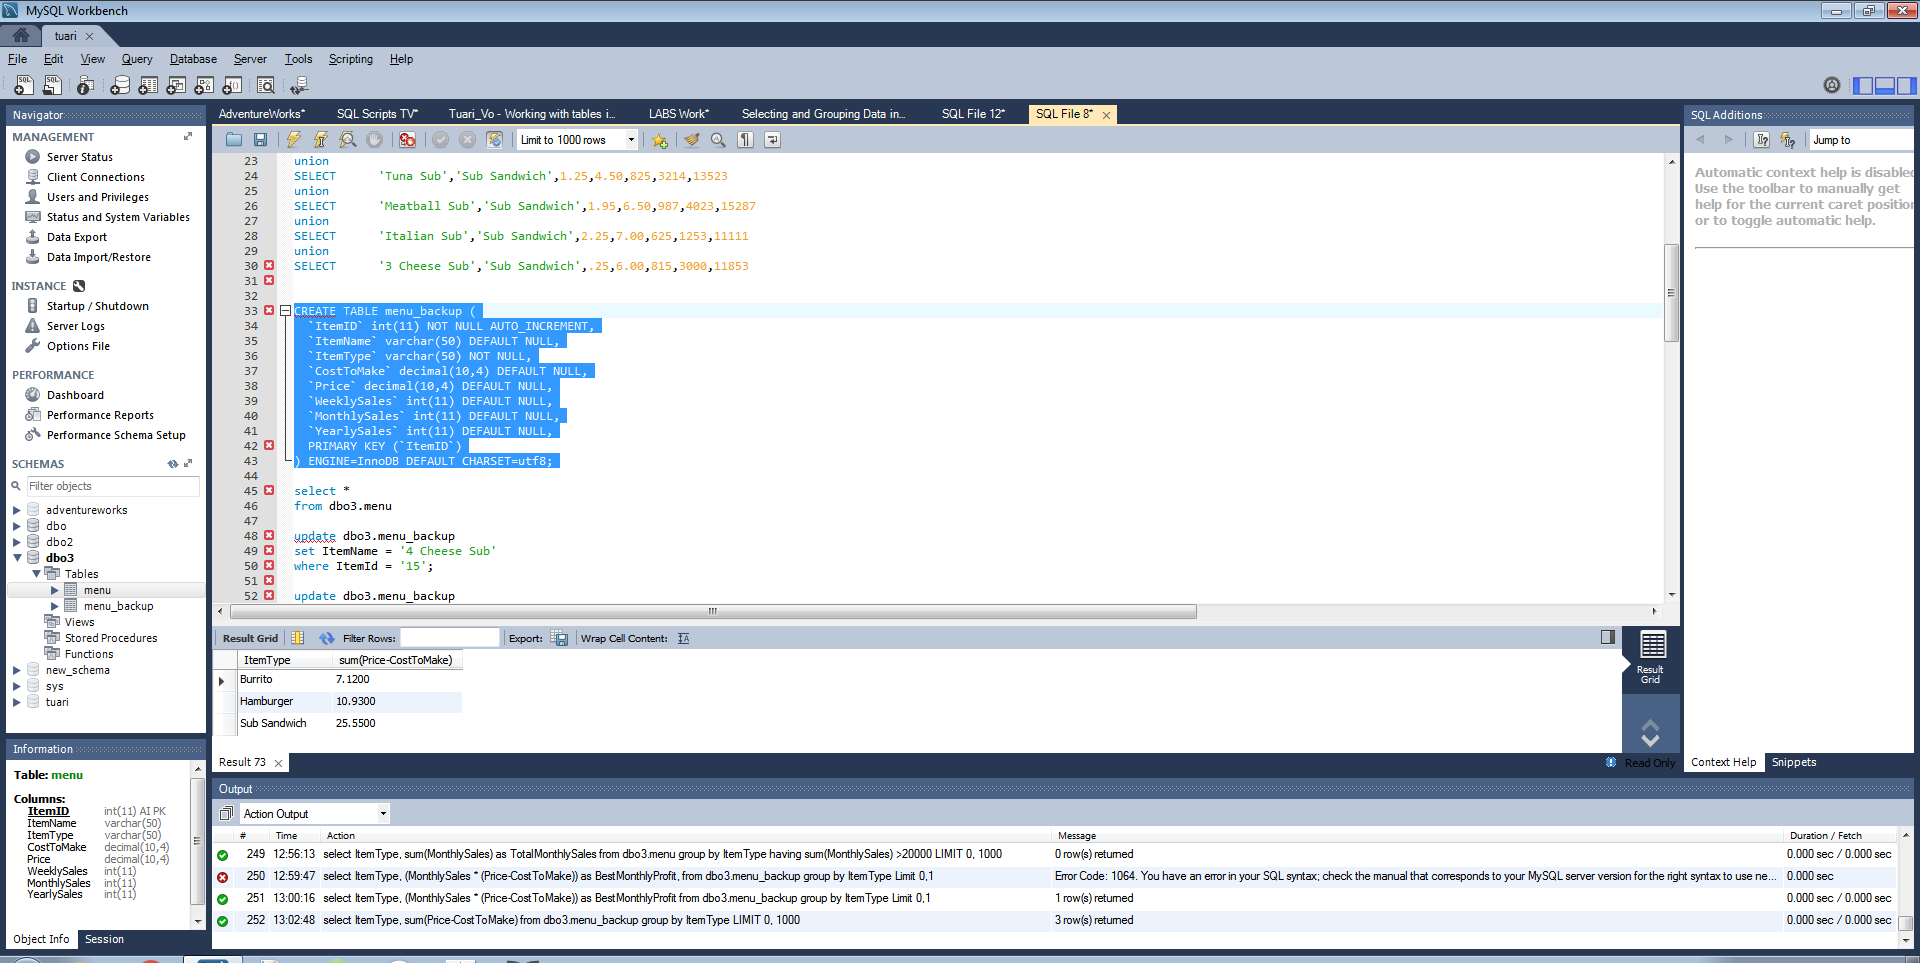 MySQL Workbench
tuari
File Edit View Query Database Server Tools Scripting Help
Navigator
MANAGEMENT
Server Status
Client Connections
Users and Privileges
Status and System Variables
Data Export
Data Import/Restore
INSTANCE
Startup / Shutdown
Server Logs
Options File
PERFORMANCE
Dashboard
Performance Reports
Performance Schema Setup
SCHEMAS
Filter objects
adventureworks
dbo
dbo2
dbo3
Tables
menu
menu_backup
Views
Stored Procedures
Functions
new_schema
sys
tuari
Information
Table: menu
Columns:
ItemID int(11) AI PK
ItemName varchar(50)
ItemType varchar(50)
CostToMake decimal(10,4)
Price decimal(10,4)
WeeklySales int(11)
MonthlySales int(11)
YearlySales int(11)
Object Info Session
AdventureWorks* SQL Scripts TV* Tuari_Vo - Working with tables i... LABS Work* Selecting and Grouping Data in... SQL File 12* SQL File 8*
Limit to 1000 rows
23 union
24 SELECT 'Tuna Sub','Sub Sandwich',1.25,4.50,825,3214,13523
25 union
26 SELECT 'Meatball Sub','Sub Sandwich',1.95,6.50,987,4023,15287
27 union
28 SELECT 'Italian Sub','Sub Sandwich',2.25,7.00,625,1253,11111
29 union
30 SELECT '3 Cheese Sub','Sub Sandwich',.25,6.00,815,3000,11853
31
32
33 CREATE TABLE menu_backup (
34 `ItemID` int(11) NOT NULL AUTO_INCREMENT,
35 `ItemName` varchar(50) DEFAULT NULL,
36 `ItemType` varchar(50) NOT NULL,
37 `CostToMake` decimal(10,4) DEFAULT NULL,
38 `Price` decimal(10,4) DEFAULT NULL,
39 `WeeklySales` int(11) DEFAULT NULL,
40 `MonthlySales` int(11) DEFAULT NULL,
41 `YearlySales` int(11) DEFAULT NULL,
42 PRIMARY KEY (`ItemID`)
43 ) ENGINE=InnoDB DEFAULT CHARSET=utf8;
44
45 select *
46 from dbo3.menu
47
48 update dbo3.menu_backup
49 set ItemName = '4 Cheese Sub'
50 where ItemId = '15';
51
52 update dbo3.menu_backup
Result Grid Filter Rows: Export: Wrap Cell Content:
ItemType sum(Price-CostToMake)
Burrito 7.1200
Hamburger 10.9300
Sub Sandwich 25.5500
Result Grid
Result 73
Read Only
SQL Additions
Jump to
Automatic context help is disabled
Use the toolbar to manually get
help for the current caret position
or to toggle automatic help.
Context Help Snippets
Output
Action Output
# Time Action Message Duration / Fetch
249 12:56:13 select ItemType, sum(MonthlySales) as TotalMonthlySales from dbo3.menu group by ItemType having sum(MonthlySales) >20000 LIMIT 0, 1000 0 row(s) returned 0.000 sec / 0.000 sec
250 12:59:47 select ItemType, (MonthlySales * (Price-CostToMake)) as BestMonthlyProfit, from dbo3.menu_backup group by ItemType Limit 0,1 Error Code: 1064. You have an error in your SQL syntax; check the manual that corresponds to your MySQL server version for the right syntax to use ne... 0.000 sec
251 13:00:16 select ItemType, (MonthlySales * (Price-CostToMake)) as BestMonthlyProfit from dbo3.menu_backup group by ItemType Limit 0,1 1 row(s) returned 0.000 sec / 0.000 sec
252 13:02:48 select ItemType, sum(Price-CostToMake) from dbo3.menu_backup group by ItemType LIMIT 0, 1000 3 row(s) returned 0.000 sec / 0.000 sec